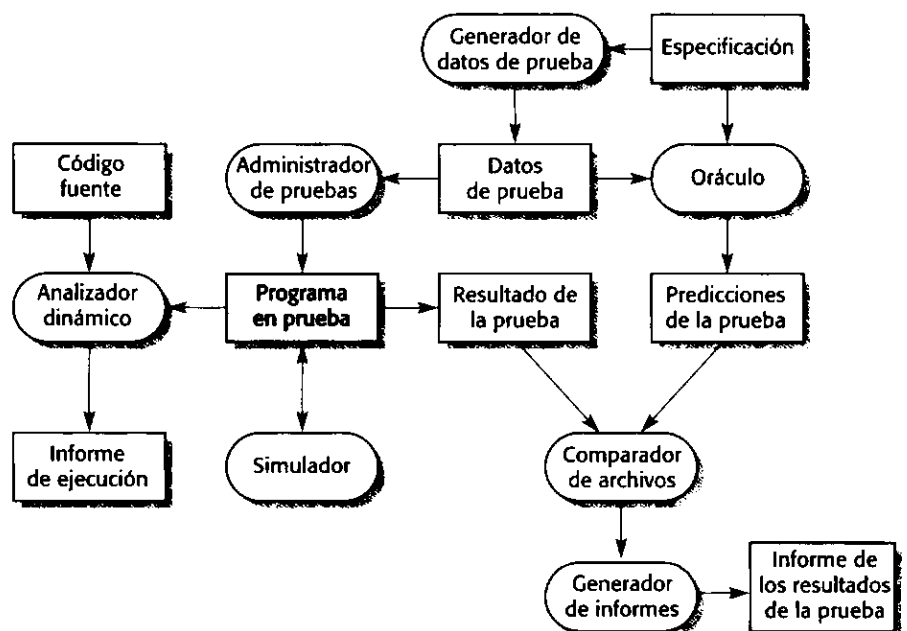 Generador de
datos de prueba
Especificación
Código
fuente
Administrador
de pruebas
Datos
de prueba
Oráculo
Analizador
dinámico
Programa
en prueba
Resultado de
la prueba
Predicciones
de la prueba
Informe
de ejecución
Simulador
Comparador
de archivos
Generador
de informes
Informe de
los resultados
de la prueba